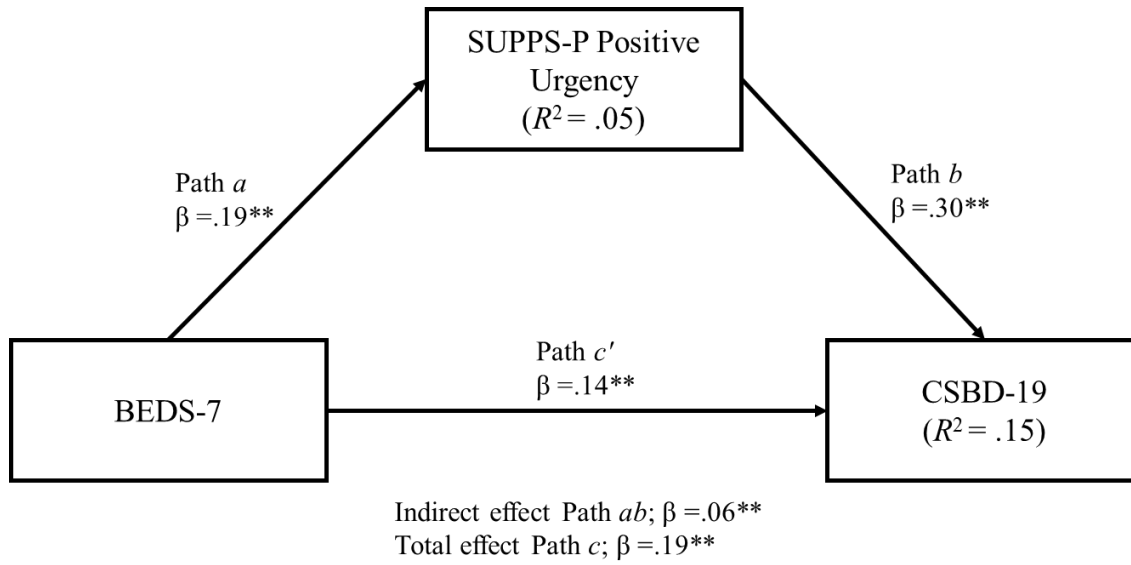 SUPPS-P Positive
Urgency
(R² = .05)
Path a
β =.19**
Path b
β =.30**
Path c′
β =.14**
BEDS-7
CSBD-19
(R² = .15)
Indirect effect Path ab; β =.06**
Total effect Path c; β =.19**